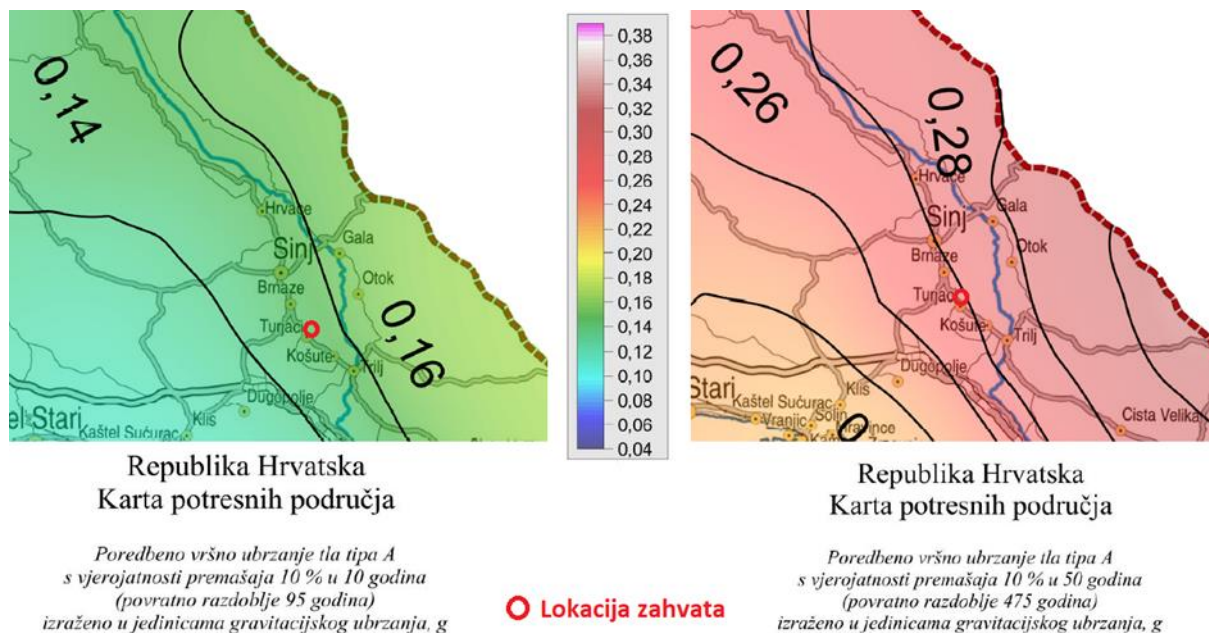 0,14
Hrvace
Sinj
Gala
Brnaze
Otok
Turjaci
Košute
0,16
Trilj
Dugopolje
Klis
el Stari
Kaštel Sućurac
0,38
0,36
0,34
0,32
0,30
0,28
0,26
0,24
0,22
0,20
0,18
0,16
0,14
0,12
0,10
0,08
0,06
0,04
0,26
0,28
Hrvace
Sinj
Gala
Brnaze
Otok
Turjaci
Košute
Trilj
Stari
Klis
Dugopolje
Kaštel Sućurac
Vranjic
Solin
Cista Velika
0
Republika Hrvatska
Karta potresnih područja
Poredbeno vršno ubrzanje tla tipa A
s vjerojatnosti premašaja 10 % u 10 godina
(povratno razdoblje 95 godina)
izraženo u jedinicama gravitacijskog ubrzanja, g
Lokacija zahvata
Republika Hrvatska
Karta potresnih područja
Poredbeno vršno ubrzanje tla tipa A
s vjerojatnosti premašaja 10 % u 50 godina
(povratno razdoblje 475 godina)
izraženo u jedinicama gravitacijskog ubrzanja, g